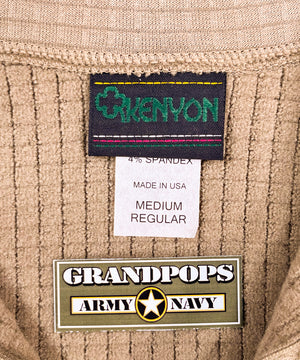 KENYON
4% SPANDEX
MADE IN USA
MEDIUM
REGULAR
GRANDPOPS
ARMY NAVY